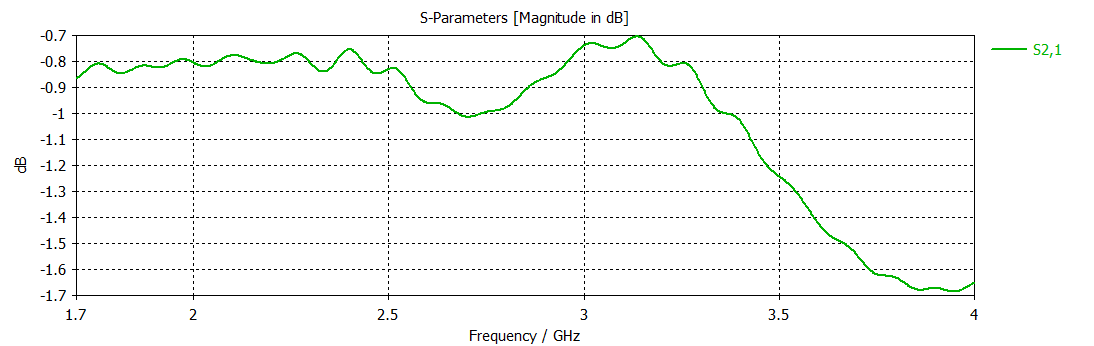 S-Parameters [Magnitude in dB]
-0.7
-0.8
-0.9
-1
-1.1
-1.2
-1.3
-1.4
-1.5
-1.6
-1.7
dB
1.7 2 2.5 3 3.5 4
Frequency / GHz
S2,1